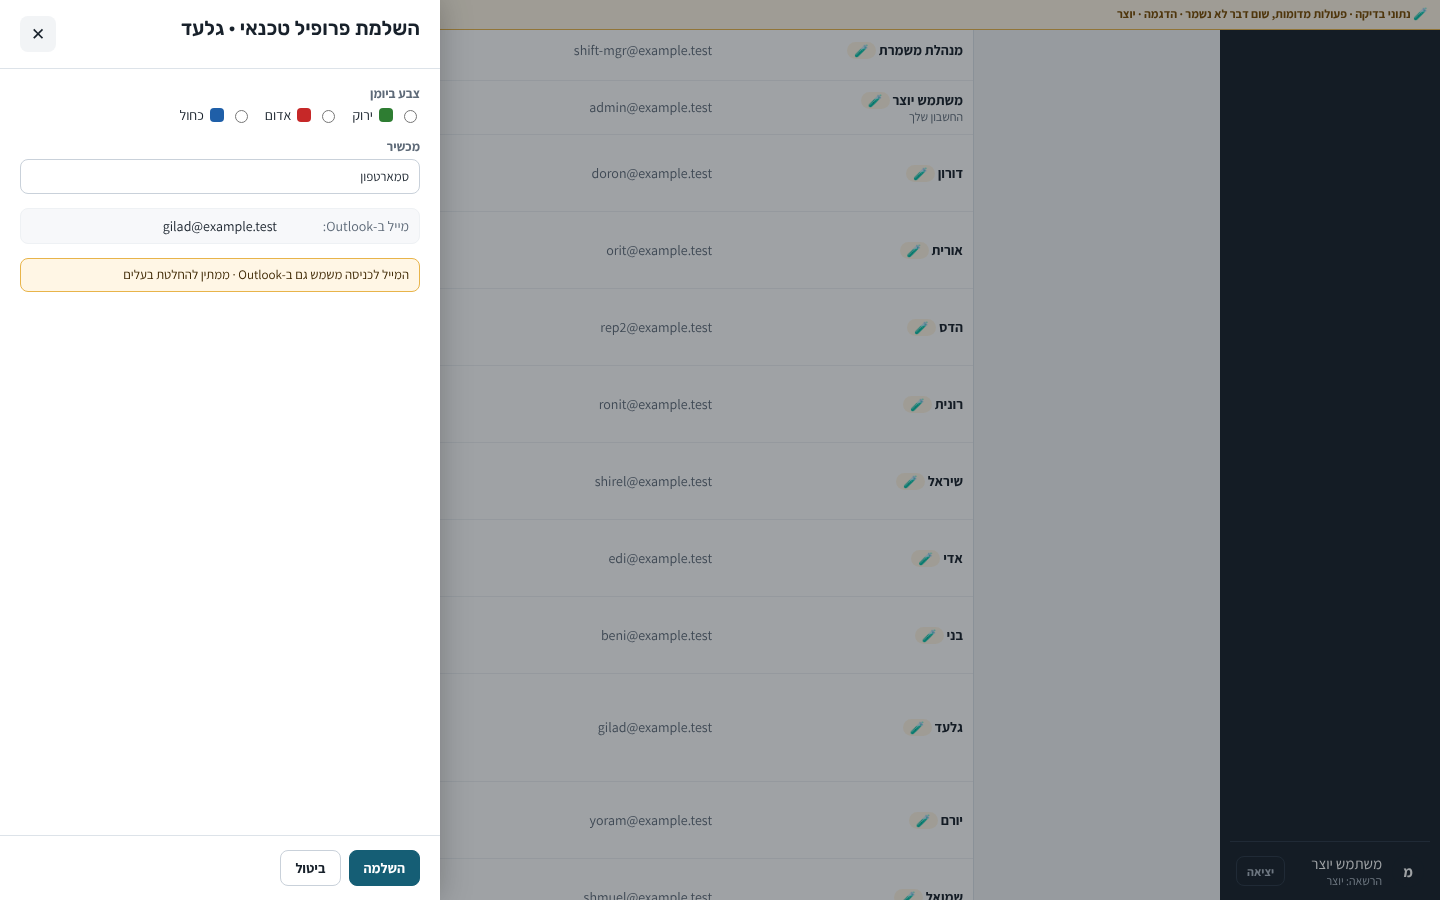 🧪 נתוני בדיקה · פעולות מדומות, שום דבר לא נשמר · הדגמה · יוצר
השלמת פרופיל טכנאי • גלעד
✕
צבע ביומן
ירוק
אדום
כחול
מכשיר
סמארטפון
מייל ב-Outlook: gilad@example.test
המייל לכניסה משמש גם ב-Outlook · ממתין להחלטת בעלים
השלמה
ביטול
מנהלת משמרת 🧪 shift-mgr@example.test
משתמש יוצר 🧪 admin@example.test
החשבון שלך
דורון 🧪 doron@example.test
אורית 🧪 orit@example.test
הדס 🧪 rep2@example.test
רונית 🧪 ronit@example.test
שיראל 🧪 shirel@example.test
אדי 🧪 edi@example.test
בני 🧪 beni@example.test
גלעד 🧪 gilad@example.test
יורם 🧪 yoram@example.test
שמואל 🧪 shmuel@example.test
מ
משתמש יוצר
הרשאה: יוצר
יציאה